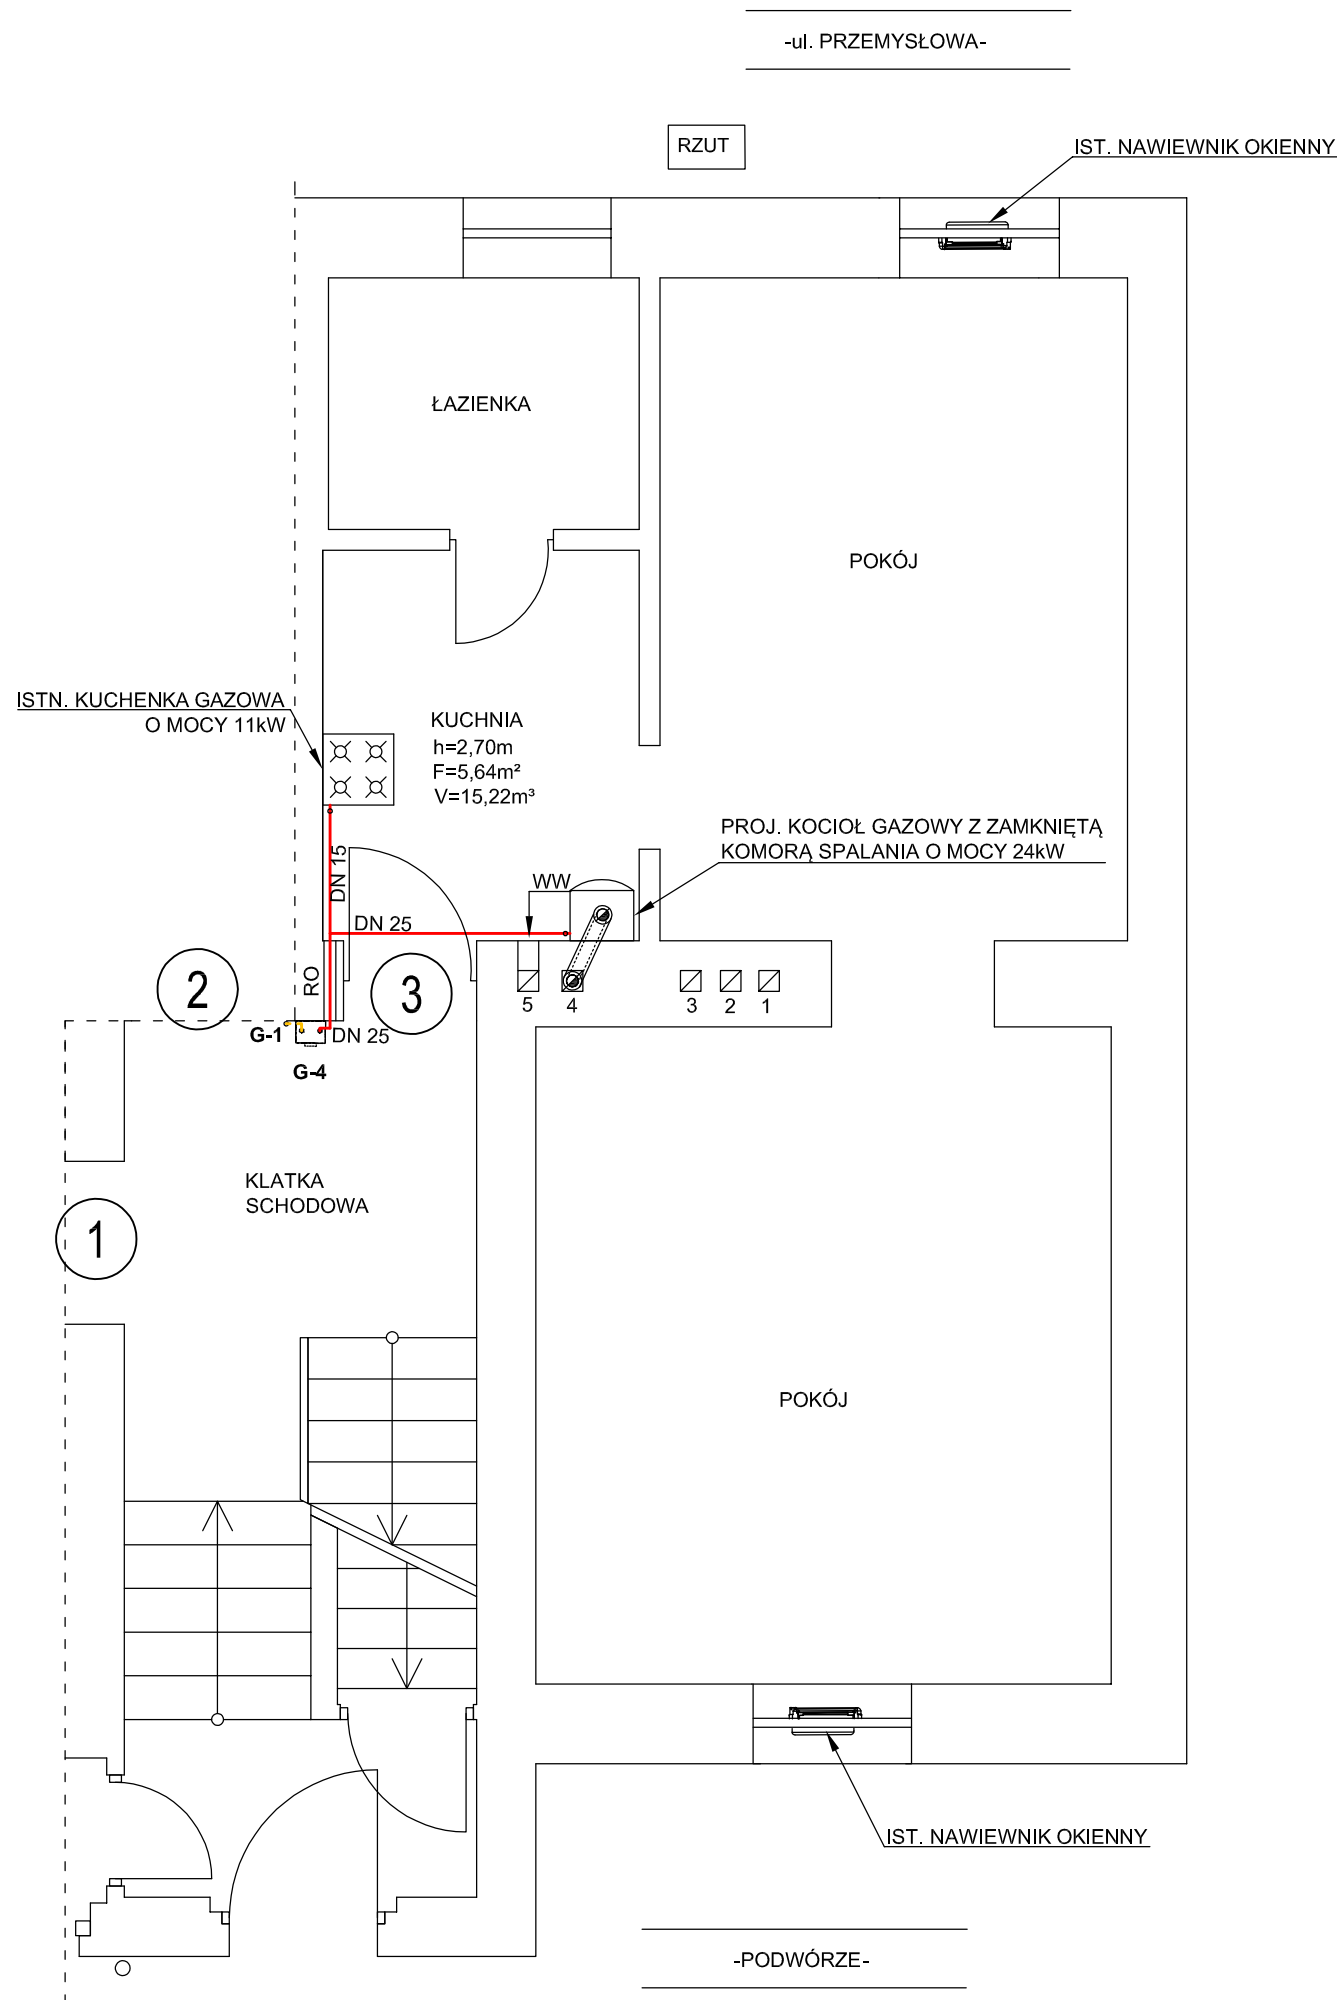 -ul. PRZEMYSŁOWA-
RZUT
IST. NAWIEWNIK OKIENNY
ŁAZIENKA
POKÓJ
ISTN. KUCHENKA GAZOWA
O MOCY 11kW
KUCHNIA
h=2,70m
F=5,64m²
V=15,22m³
PROJ. KOCIOŁ GAZOWY Z ZAMKNIĘTĄ
KOMORĄ SPALANIA O MOCY 24kW
DN 15
WW
DN 25
RO
2
3
5
4
3
2
1
G-1
DN 25
G-4
KLATKA
SCHODOWA
1
POKÓJ
IST. NAWIEWNIK OKIENNY
-PODWÓRZE-